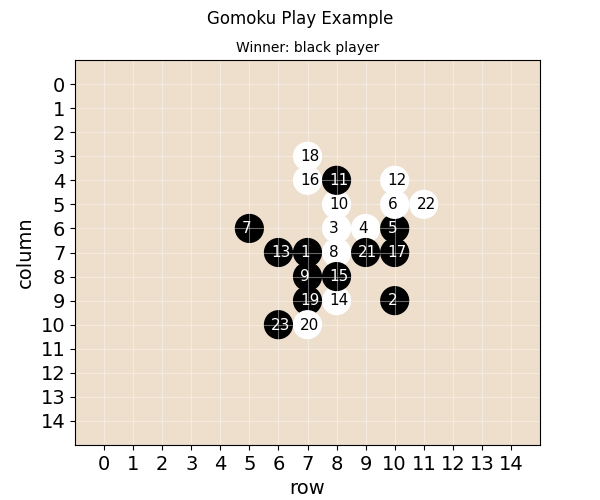 Gomoku Play Example
Winner: black player
0
1
2
3 18
4 16 11 12
5 10 6 22
6 7 3 4 5
7 13 1 8 21 17
8 9 15
9 19 14 2
10 23 20
11
12
13
14
column
0 1 2 3 4 5 6 7 8 9 10 11 12 13 14
row